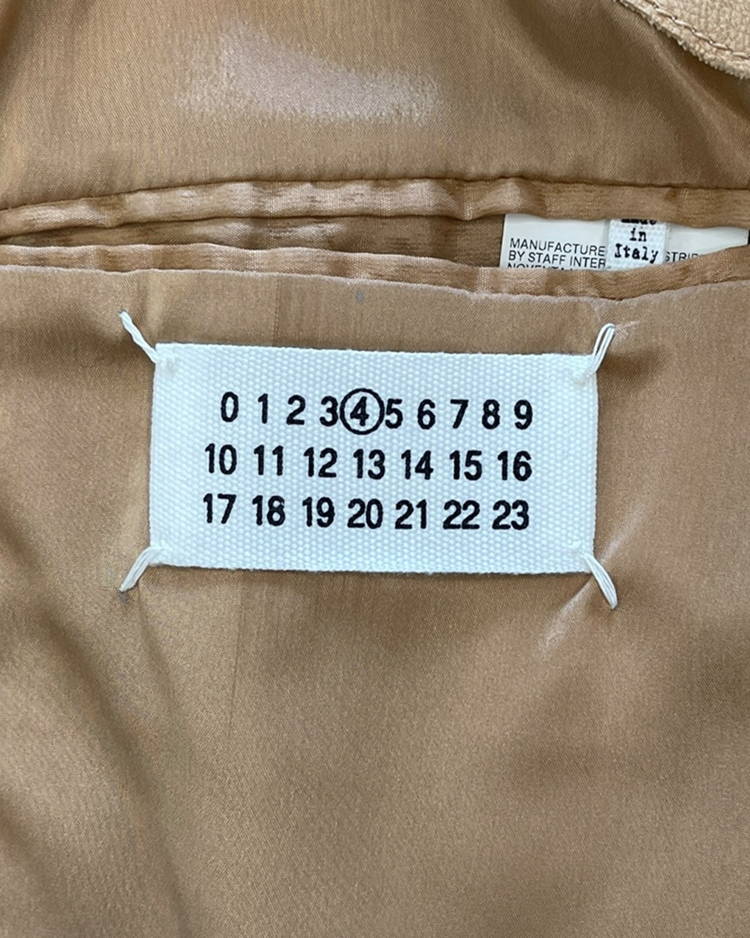 in
Italy
MANUFACTURE
BY STAFF INTER
0 1 2 3 4 5 6 7 8 9
10 11 12 13 14 15 16
17 18 19 20 21 22 23